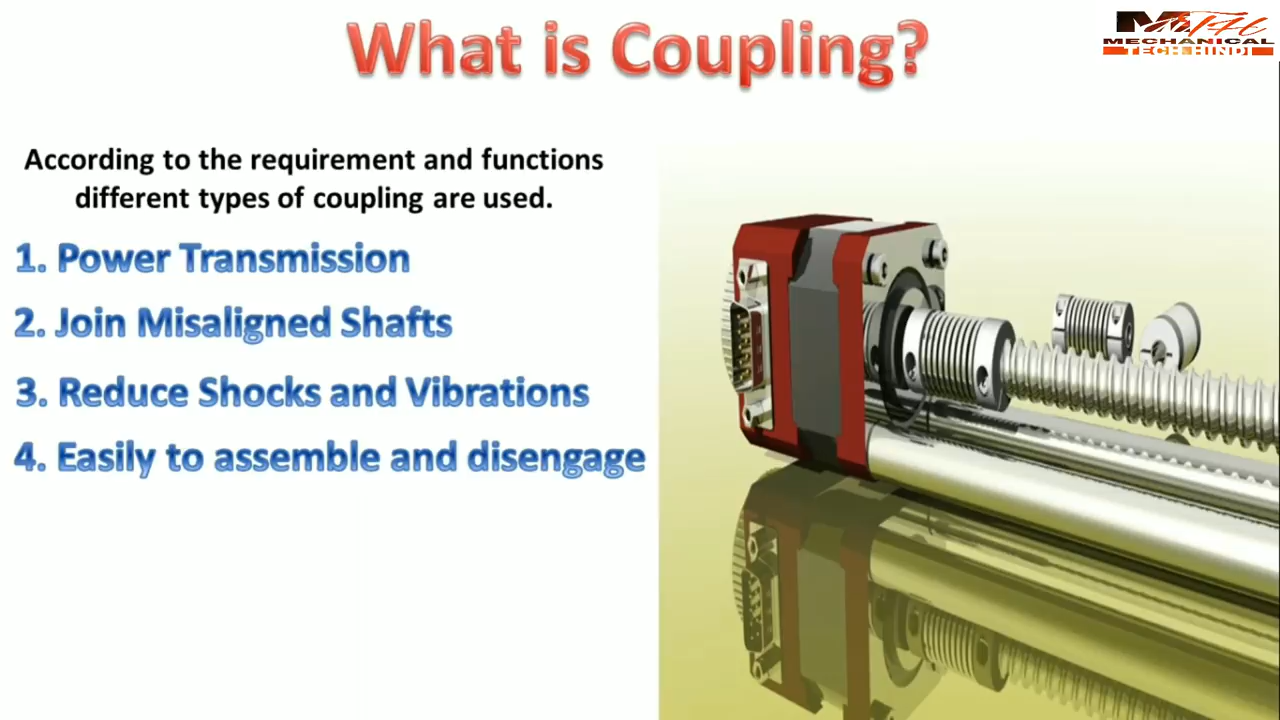 What is Coupling?
MECHANICAL
TECH HINDI
According to the requirement and functions
different types of coupling are used.
1. Power Transmission
2. Join Misaligned Shafts
3. Reduce Shocks and Vibrations
4. Easily to assemble and disengage